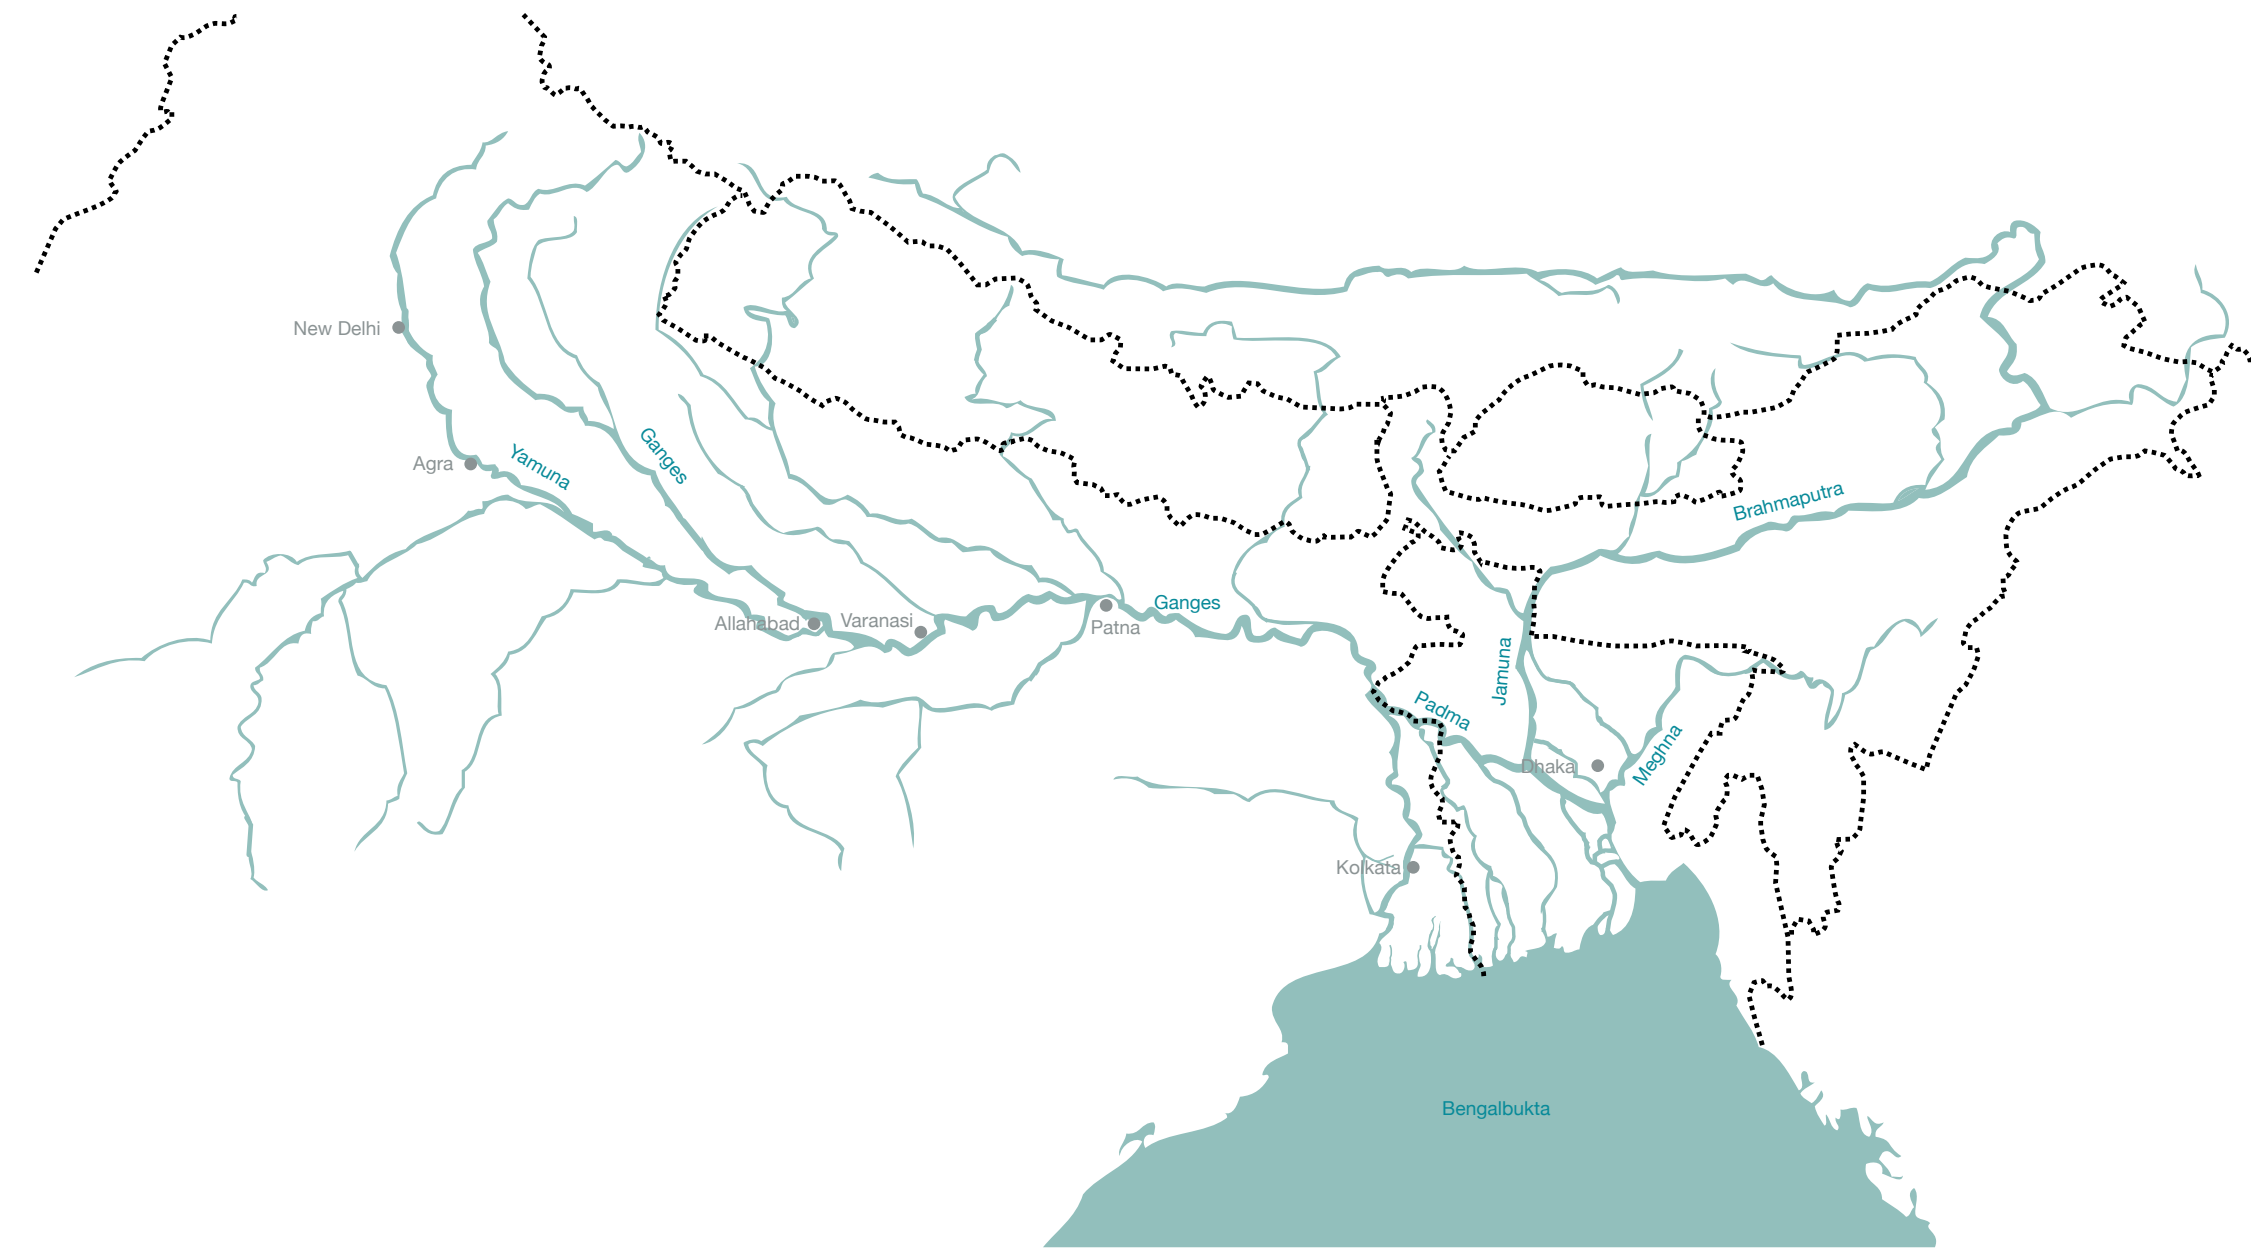 New Delhi
Agra
Yamuna
Ganges
Brahmaputra
Allahabad
Varanasi
Ganges
Patna
Jamuna
Padma
Meghna
Dhaka
Kolkata
Bengalbukta